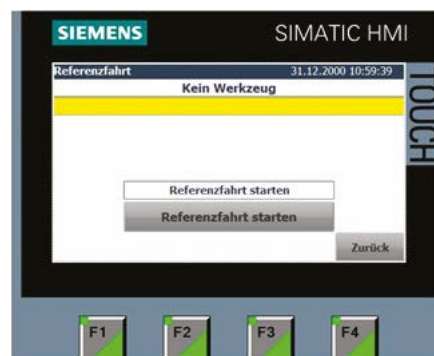 SIEMENS SIMATIC HMI
TOUCH
Referenzfahrt 31.12.2000 10:59:39
Kein Werkzeug
Referenzfahrt starten
Referenzfahrt starten
Zurück
F1 F2 F3 F4